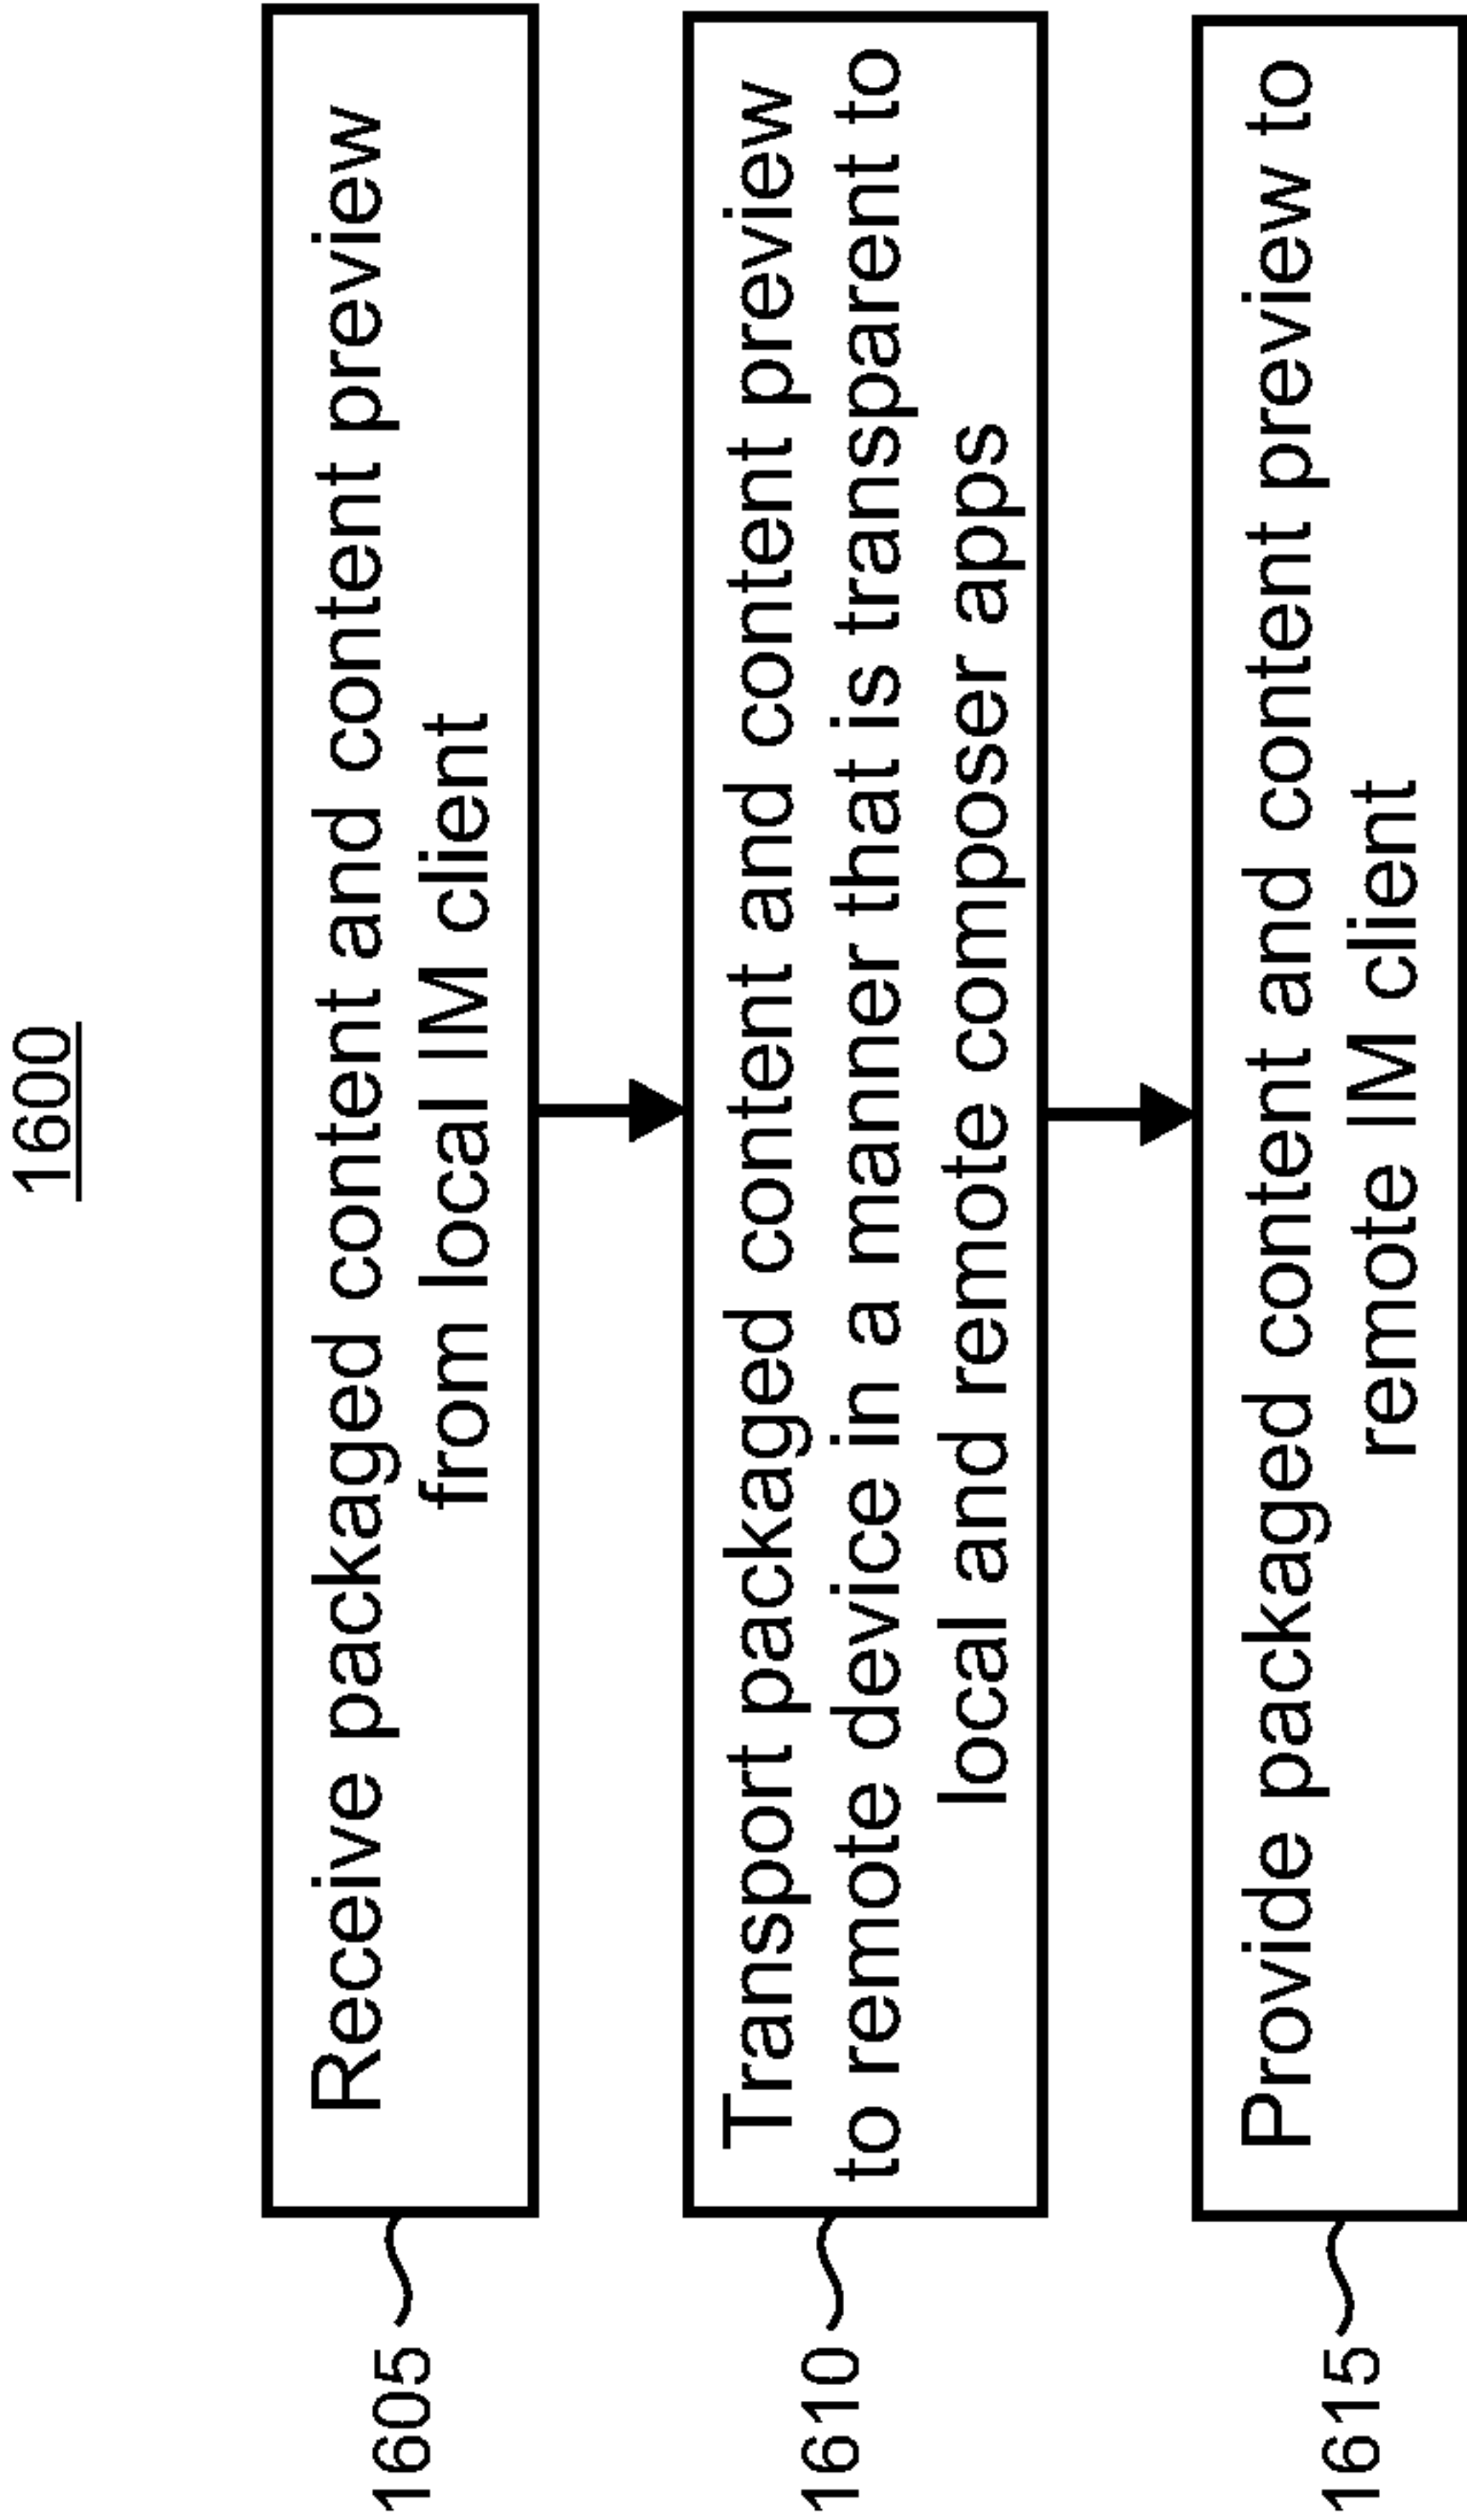 1600
1605
Receive packaged content and content preview
from local IM client
1610
Transport packaged content and content preview
to remote device in a manner that is transparent to
local and remote composer apps
1615
Provide packaged content and content preview to
remote IM client